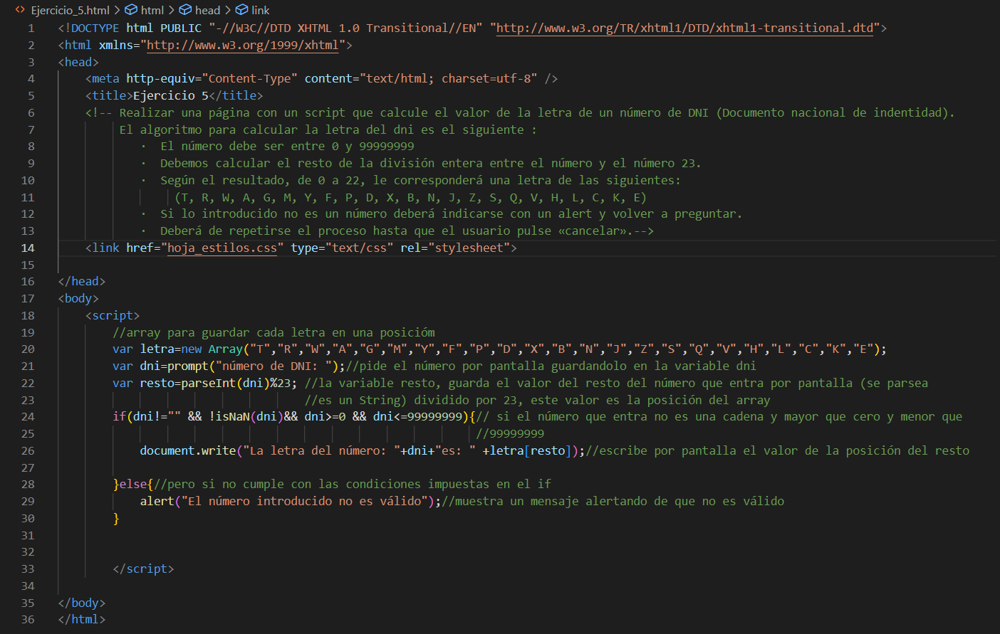 Ejercicio_5.html > html > head > link
1 <!DOCTYPE html PUBLIC "-//W3C//DTD XHTML 1.0 Transitional//EN" "http://www.w3.org/TR/xhtml1/DTD/xhtml1-transitional.dtd">
2 <html xmlns="http://www.w3.org/1999/xhtml">
3 <head>
4 <meta http-equiv="Content-Type" content="text/html; charset=utf-8" />
5 <title>Ejercicio 5</title>
6 <!-- Realizar una página con un script que calcule el valor de la letra de un número de DNI (Documento nacional de indentidad).
7 El algoritmo para calcular la letra del dni es el siguiente :
8 · El número debe ser entre 0 y 99999999
9 · Debemos calcular el resto de la división entera entre el número y el número 23.
10 · Según el resultado, de 0 a 22, le corresponderá una letra de las siguientes:
11 (T, R, W, A, G, M, Y, F, P, D, X, B, N, J, Z, S, Q, V, H, L, C, K, E)
12 · Si lo introducido no es un número deberá indicarse con un alert y volver a preguntar.
13 · Deberá de repetirse el proceso hasta que el usuario pulse «cancelar».-->
14 <link href="hoja_estilos.css" type="text/css" rel="stylesheet">
15
16 </head>
17 <body>
18 <script>
19 //array para guardar cada letra en una posicióm
20 var letra=new Array("T","R","W","A","G","M","Y","F","P","D","X","B","N","J","Z","S","Q","V","H","L","C","K","E");
21 var dni=prompt("número de DNI: ");//pide el número por pantalla guardandolo en la variable dni
22 var resto=parseInt(dni)%23; //la variable resto, guarda el valor del resto del número que entra por pantalla (se parsea
23 //es un String) dividido por 23, este valor es la posición del array
24 if(dni!="" && !isNaN(dni)&& dni>=0 && dni<=99999999){// si el número que entra no es una cadena y mayor que cero y menor que
25 //99999999
26 document.write("La letra del número: "+dni+"es: " +letra[resto]);//escribe por pantalla el valor de la posición del resto
27
28 }else{//pero si no cumple con las condiciones impuestas en el if
29 alert("El número introducido no es válido");//muestra un mensaje alertando de que no es válido
30 }
31
32
33 </script>
34
35 </body>
36 </html>